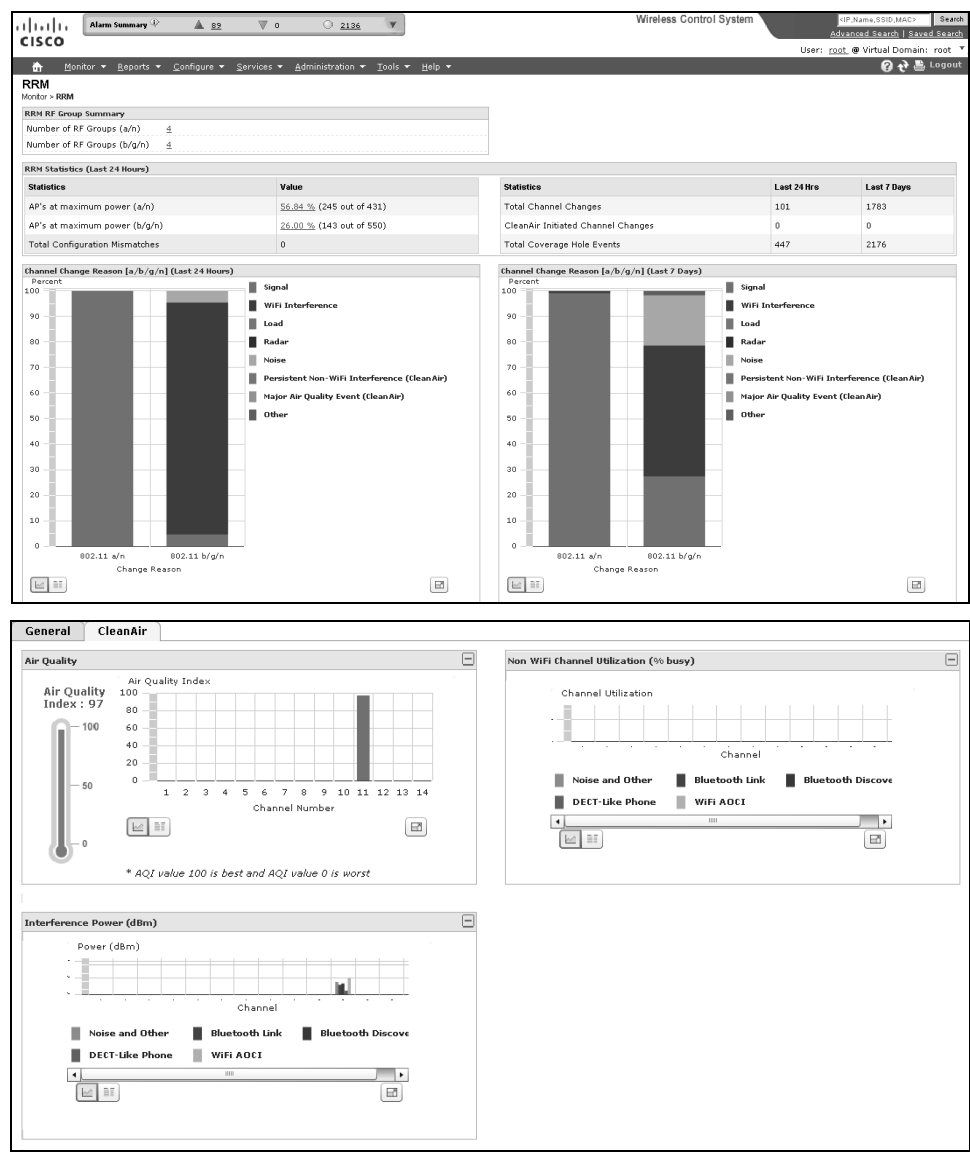 Alarm Summary 89 0 2136
CISCO
Wireless Control System
<IP,Name,SSID,MAC> Search
Advanced Search | Saved Search
User: root @ Virtual Domain: root
Monitor Reports Configure Services Administration Tools Help Logout
RRM
Monitor > RRM
RRM RF Group Summary
Number of RF Groups (a/n) 4
Number of RF Groups (b/g/n) 4
RRM Statistics (Last 24 Hours)
Statistics Value
AP's at maximum power (a/n) 56.84 % (245 out of 431)
AP's at maximum power (b/g/n) 26.00 % (143 out of 550)
Total Configuration Mismatches 0
Statistics Last 24 Hrs Last 7 Days
Total Channel Changes 101 1783
CleanAir Initiated Channel Changes 0 0
Total Coverage Hole Events 447 2176
Channel Change Reason [a/b/g/n] (Last 24 Hours)
Percent
100
90
80
70
60
50
40
30
20
10
0
802.11 a/n 802.11 b/g/n
Change Reason
Signal
WiFi Interference
Load
Radar
Noise
Persistent Non-WiFi Interference (CleanAir)
Major Air Quality Event (CleanAir)
Other
Channel Change Reason [a/b/g/n] (Last 7 Days)
Percent
100
90
80
70
60
50
40
30
20
10
0
802.11 a/n 802.11 b/g/n
Change Reason
Signal
WiFi Interference
Load
Radar
Noise
Persistent Non-WiFi Interference (CleanAir)
Major Air Quality Event (CleanAir)
Other
General CleanAir
Air Quality
Air Quality
Index : 97
100
50
0
Air Quality Index
100
80
60
40
20
0
1 2 3 4 5 6 7 8 9 10 11 12 13 14
Channel Number
* AQI value 100 is best and AQI value 0 is worst
Non WiFi Channel Utilization (% busy)
Channel Utilization
Channel
Noise and Other Bluetooth Link Bluetooth Discove
DECT-Like Phone WiFi AOCI
Interference Power (dBm)
Power (dBm)
Channel
Noise and Other Bluetooth Link Bluetooth Discove
DECT-Like Phone WiFi AOCI